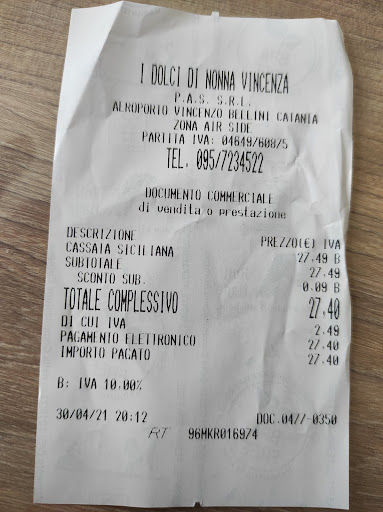 I DOLCI DI NONNA VINCENZA
P.A.S. S.R.L.
AEROPORTO VINCENZO BELLINI CATANIA
ZONA AIR SIDE
PARTITA IVA: 04649760875
TEL. 095/7234522
DOCUMENTO COMMERCIALE
di vendita o prestazione
DESCRIZIONE PREZZO(€) IVA
CASSATA SICILIANA 27.49 B
SUBTOTALE 27.49
SCONTO SUB. 0.09 B
TOTALE COMPLESSIVO 27.40
DI CUI IVA 2.49
PAGAMENTO ELETTRONICO 27.40
IMPORTO PAGATO 27.40
B: IVA 10.00%
30/04/21 20:12 DOC.0477-0350
RT 96MKR016974